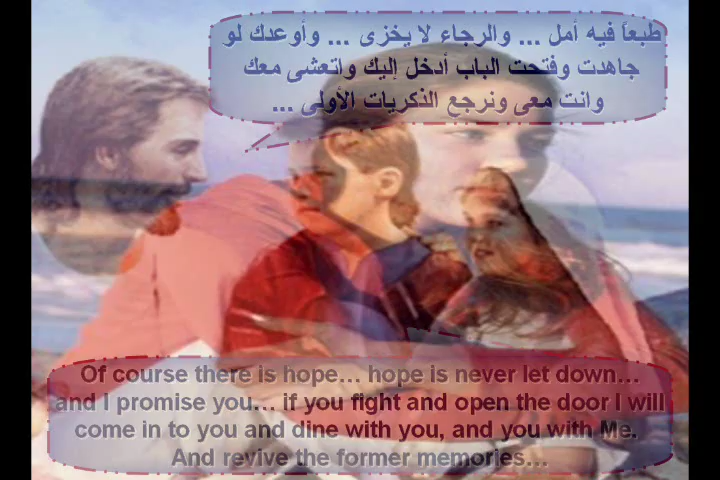 طبعاً فيه أمل ... والرجاء لا يخزى ... وأوعدك لو
جاهدت وفتحت الباب أدخل إليك واتعشى معك
وانت معى ونرجع الذكريات الأولى ...
Of course there is hope... hope is never let down...
and I promise you... if you fight and open the door I will
come in to you and dine with you, and you with Me.
And revive the former memories...